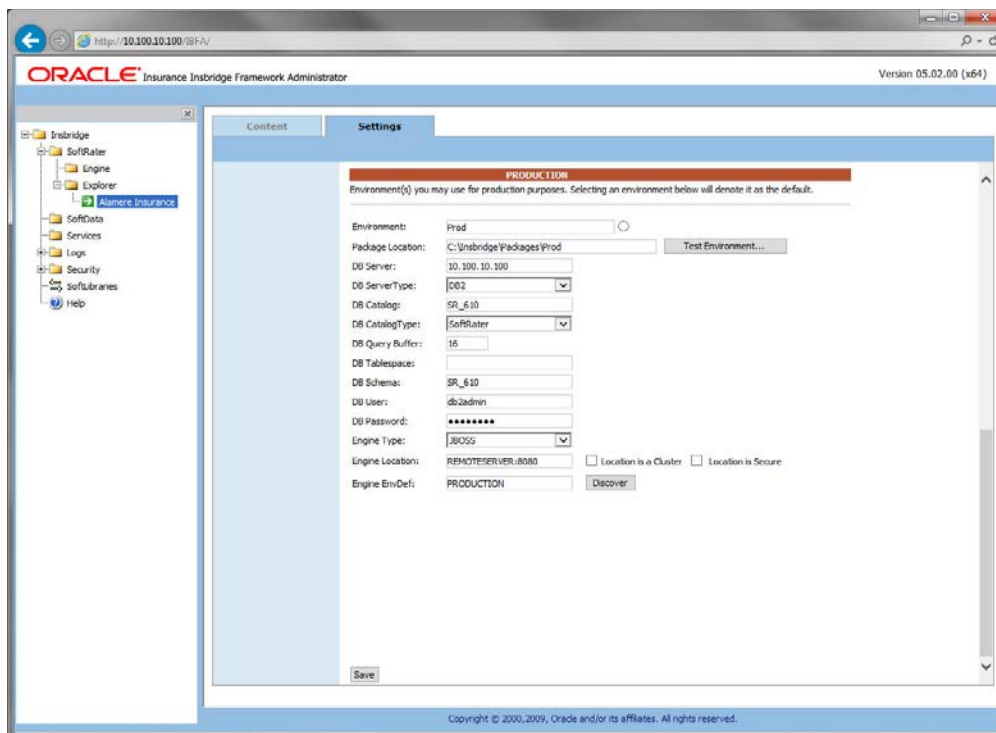 http://10.100.10.100/IBFA/
ORACLE Insurance Insbridge Framework Administrator
Version 05.02.00 (x64)
Insbridge
SoftRater
Engine
Explorer
Alamere Insurance
SoftData
Services
Logs
Security
SoftLibraries
Help
Content Settings
PRODUCTION
Environment(s) you may use for production purposes. Selecting an environment below will denote it as the default.
Environment: Prod
Package Location: C:\Insbridge\Packages\Prod Test Environment...
DB Server: 10.100.10.100
DB ServerType: DB2
DB Catalog: SR_610
DB CatalogType: SoftRater
DB Query Buffer: 16
DB Tablespace:
DB Schema: SR_610
DB User: db2admin
DB Password: ••••••••
Engine Type: JBOSS
Engine Location: REMOTESERVER:8080 Location is a Cluster Location is Secure
Engine EnvDef: PRODUCTION Discover
Save
Copyright © 2000,2009, Oracle and/or its affiliates. All rights reserved.